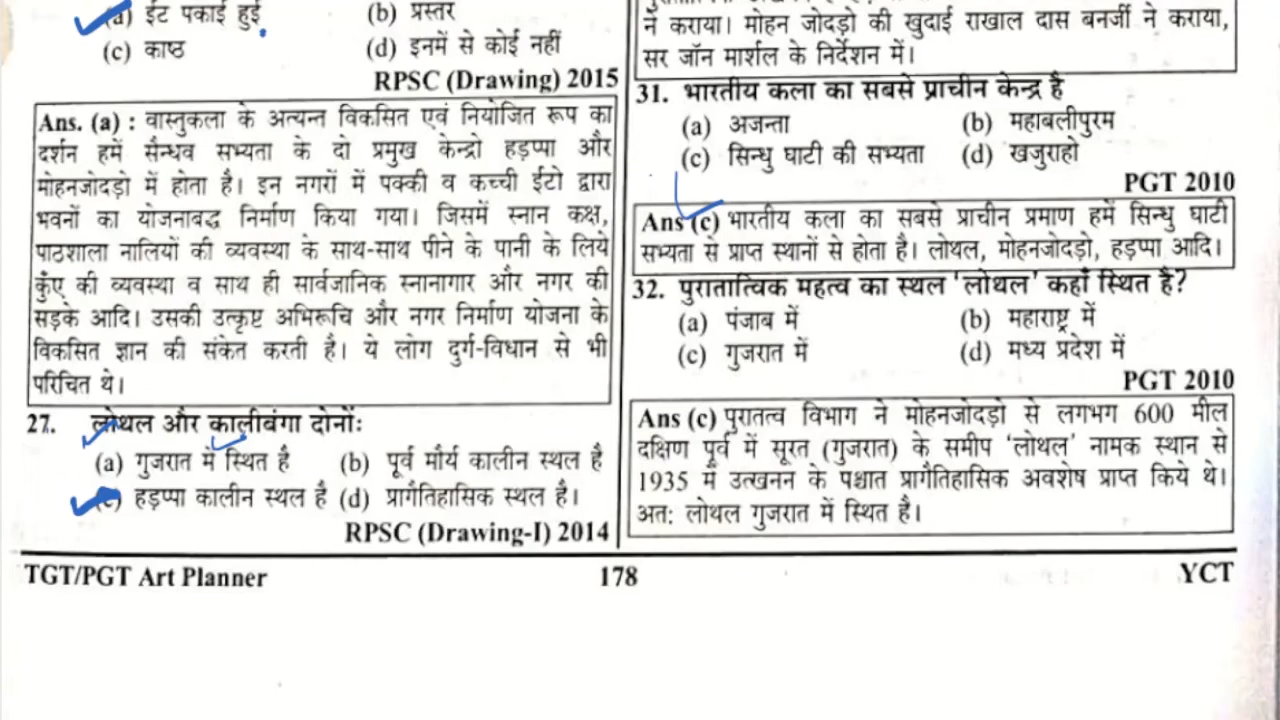 (a) ईंट पकाई हुई (b) प्रस्तर
(c) काष्ठ (d) इनमें से कोई नहीं
RPSC (Drawing) 2015
Ans. (a) : वास्तुकला के अत्यन्त विकसित एवं नियोजित रूप का
दर्शन हमें सैन्धव सभ्यता के दो प्रमुख केन्द्रो हड़प्पा और
मोहनजोदड़ो में होता है। इन नगरों में पक्की व कच्ची ईंटो द्वारा
भवनों का योजनाबद्ध निर्माण किया गया। जिसमें स्नान कक्ष,
पाठशाला नालियों की व्यवस्था के साथ-साथ पीने के पानी के लिये
कुँए की व्यवस्था व साथ ही सार्वजानिक स्नानागार और नगर की
सड़के आदि। उसकी उत्कृष्ट अभिरूचि और नगर निर्माण योजना के
विकसित ज्ञान की संकेत करती है। ये लोग दुर्ग-विधान से भी
परिचित थे।
27. लोथल और कालीबंगा दोनों:
(a) गुजरात में स्थित है (b) पूर्व मौर्य कालीन स्थल है
(c) हड़प्पा कालीन स्थल है (d) प्रागैतिहासिक स्थल है।
RPSC (Drawing-I) 2014
ने कराया। मोहन जोदड़ो की खुदाई राखाल दास बनर्जी ने कराया,
सर जॉन मार्शल के निर्देशन में।
31. भारतीय कला का सबसे प्राचीन केन्द्र है
(a) अजन्ता (b) महाबलीपुरम
(c) सिन्धु घाटी की सभ्यता (d) खजुराहो
PGT 2010
Ans (c) भारतीय कला का सबसे प्राचीन प्रमाण हमें सिन्धु घाटी
सभ्यता से प्राप्त स्थानों से होता है। लोथल, मोहनजोदड़ो, हड़प्पा आदि।
32. पुरातात्विक महत्व का स्थल 'लोथल' कहाँ स्थित है?
(a) पंजाब में (b) महाराष्ट्र में
(c) गुजरात में (d) मध्य प्रदेश में
PGT 2010
Ans (c) पुरातत्व विभाग ने मोहनजोदड़ो से लगभग 600 मील
दक्षिण पूर्व में सूरत (गुजरात) के समीप 'लोथल' नामक स्थान से
1935 में उत्खनन के पश्चात प्रागैतिहासिक अवशेष प्राप्त किये थे।
अत: लोथल गुजरात में स्थित है।
TGT/PGT Art Planner 178 YCT